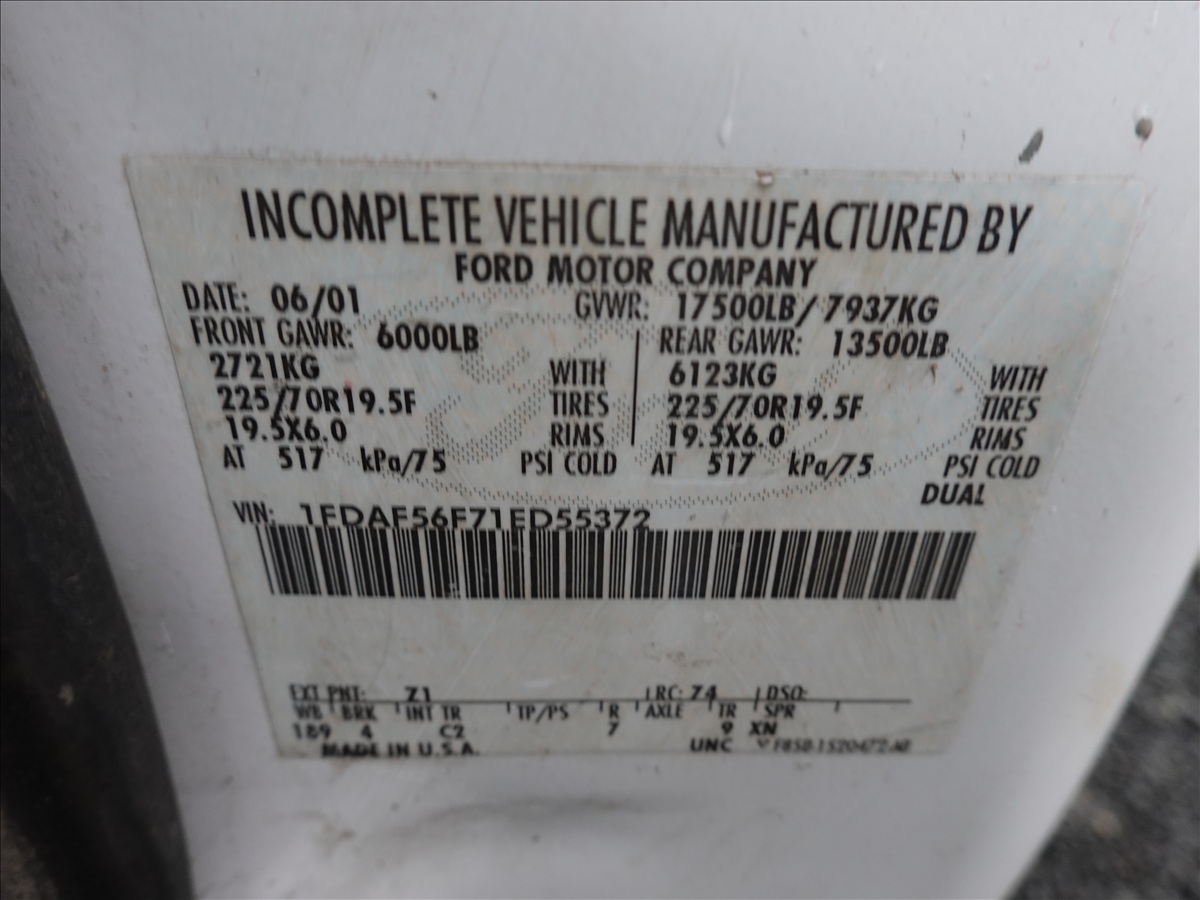 INCOMPLETE VEHICLE MANUFACTURED BY
FORD MOTOR COMPANY
DATE: 06/01 GVWR: 17500LB/7937KG
FRONT GAWR: 6000LB REAR GAWR: 13500LB
2721KG WITH 6123KG WITH
225/70R19.5F TIRES 225/70R19.5F TIRES
19.5X6.0 RIMS 19.5X6.0 RIMS
AT 517 kPa/75 PSI COLD AT 517 kPa/75 PSI COLD
DUAL
VIN: 1FDAF56F71ED55372
EXT PNT: Z1 RC: 74 DSO:
WB BRK INT TR TP/PS R AXLE TR SPR
189 4 C2 7 9 XN
MADE IN U.S.A. UNC